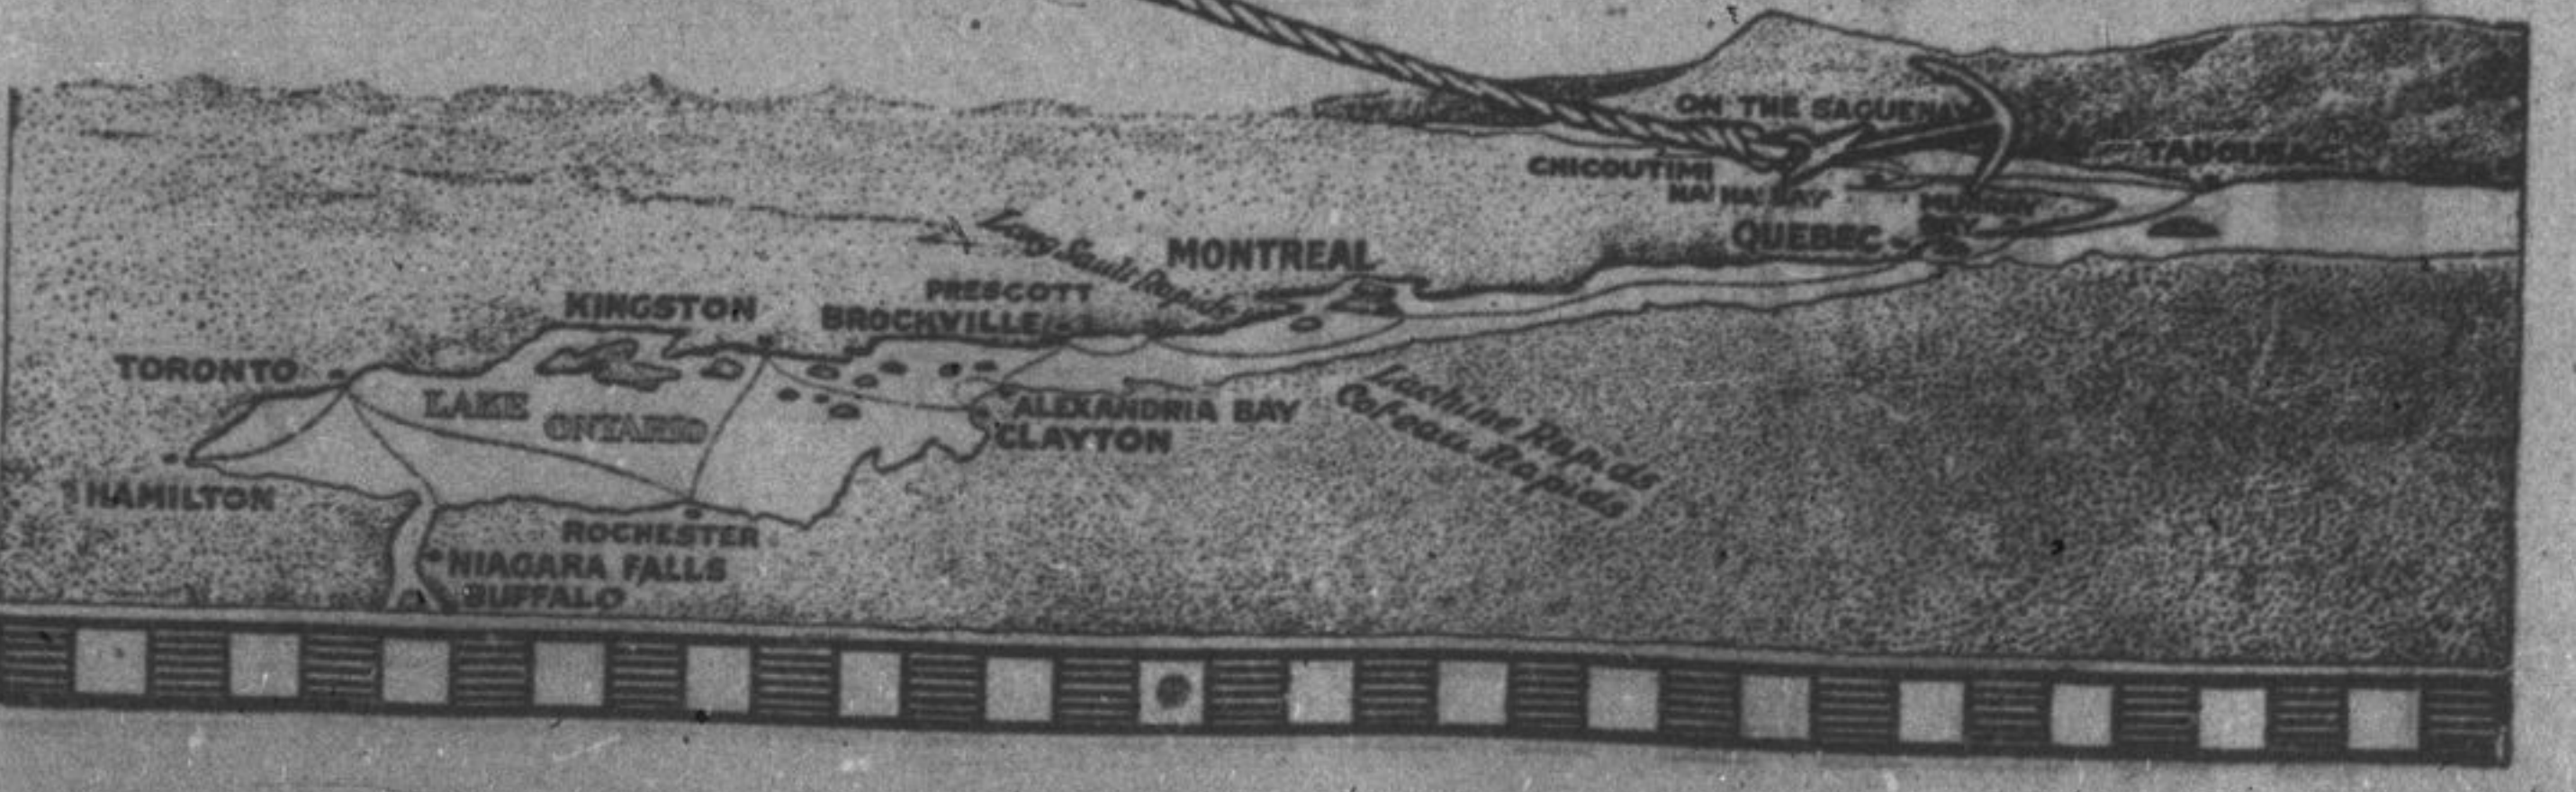 ON THE SAGUENAY
TADOUSAC
CHICOUTIMI
HA! HA! BAY
MURRAY
BAY
QUEBEC
Long Sault Rapids
MONTREAL
PRESCOTT
KINGSTON
BROCKVILLE
TORONTO
LAKE
ONTARIO
ALEXANDRIA BAY
CLAYTON
Lachine Rapids
Coteau Rapids
HAMILTON
ROCHESTER
NIAGARA FALLS
BUFFALO